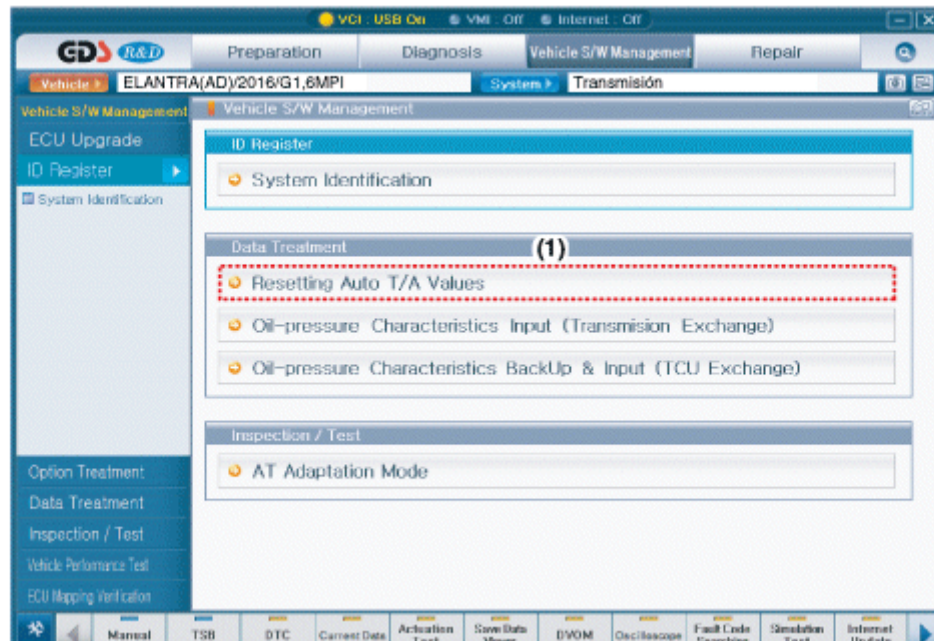 VCI : USB On VMI : Off Internet : Off
GDS R&D Preparation Diagnosis Vehicle S/W Management Repair
Vehicle ELANTRA(AD)/2016/G1,6MPI System Transmisión
Vehicle S/W Management
Vehicle S/W Management
ECU Upgrade
ID Register
System Identification
ID Register
System Identification
Data Treatment (1)
Resetting Auto T/A Values
Oil-pressure Characteristics Input (Transmision Exchange)
Oil-pressure Characteristics BackUp & Input (TCU Exchange)
Inspection / Test
AT Adaptation Mode
Option Treatment
Data Treatment
Inspection / Test
Vehicle Performance Test
ECU Mapping Verification
Manual TSB DTC Current Data Actuation Save Data DVOM Oscilloscope Fault Code Simulation Internet
Test Test Update